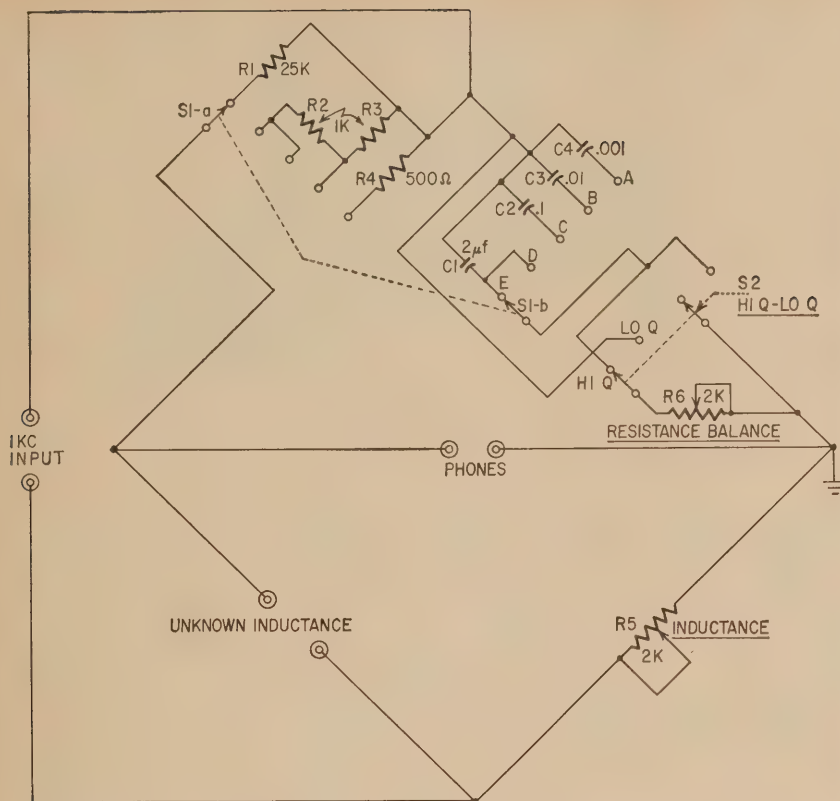 R1
25K
S1-a
R2
R3
1K
R4
500Ω
C4
.001
A
C3
.01
B
C2
.1
C
2μf
C1
D
E
S1-b
S2
HI Q-LO Q
LO Q
HI Q
R6
2K
RESISTANCE BALANCE
1KC
INPUT
PHONES
UNKNOWN INDUCTANCE
R5
INDUCTANCE
2K